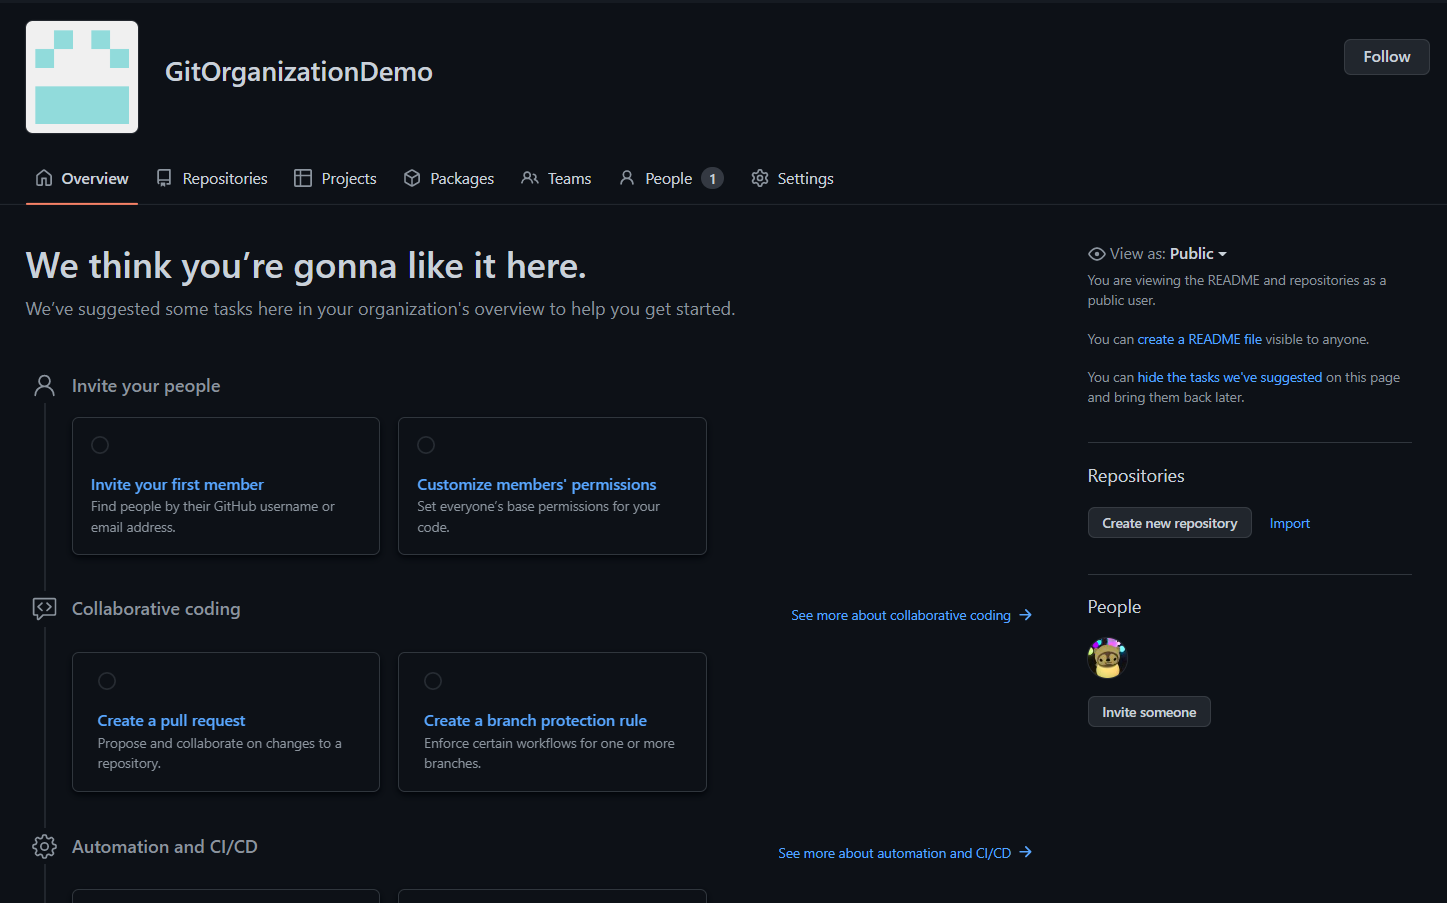 GitOrganizationDemo
Follow
Overview
Repositories
Projects
Packages
Teams
People 1
Settings
We think you’re gonna like it here.
We’ve suggested some tasks here in your organization's overview to help you get started.
Invite your people
Invite your first member
Find people by their GitHub username or
email address.
Customize members' permissions
Set everyone’s base permissions for your
code.
Collaborative coding
See more about collaborative coding →
Create a pull request
Propose and collaborate on changes to a
repository.
Create a branch protection rule
Enforce certain workflows for one or more
branches.
Automation and CI/CD
See more about automation and CI/CD →
View as: Public
You are viewing the README and repositories as a
public user.
You can create a README file visible to anyone.
You can hide the tasks we've suggested on this page
and bring them back later.
Repositories
Create new repository
Import
People
Invite someone